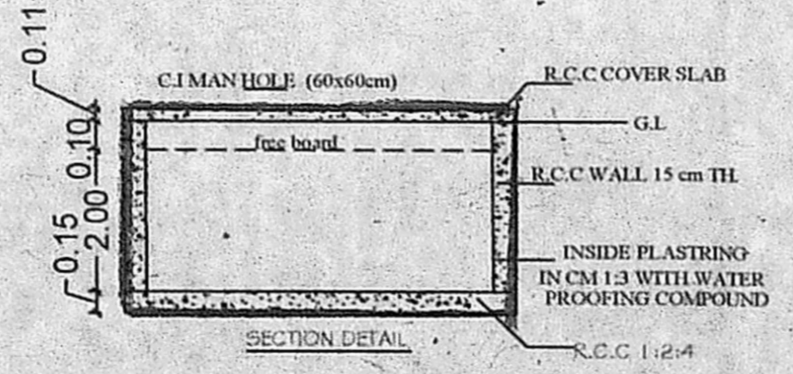 0.11
C.I MAN HOLE (60x60cm)
R.C.C COVER SLAB
G.L
free board
0.10
R.C.C WALL 15 cm TH.
2.00
0.15
INSIDE PLASTRING
IN CM 1:3 WITH WATER
PROOFING COMPOUND
SECTION DETAIL
R.C.C 1:2:4